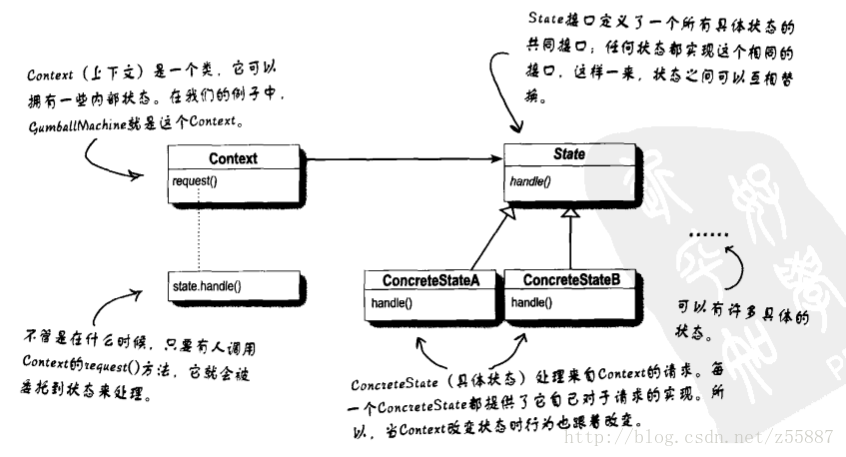 State接口定义了一个所有具体状态的
共同接口；任何状态都实现这个相同的
接口，这样一来，状态之间可以互相替
换。
Context（上下文）是一个类，它可以
拥有一些内部状态。在我们的例子中，
GumballMachine就是这个Context。
Context
request()
State
handle()
state.handle()
ConcreteStateA
handle()
ConcreteStateB
handle()
......
可以有许多具体的
状态。
不管是在什么时候，只要有人调用
Context的request()方法，它就会被
委托到状态来处理。
ConcreteState（具体状态）处理来自Context的请求。每
一个ConcreteState都提供了它自己对于请求的实现。所
以，当Context改变状态时行为也跟着改变。
http://blog.csdn.net/z55887